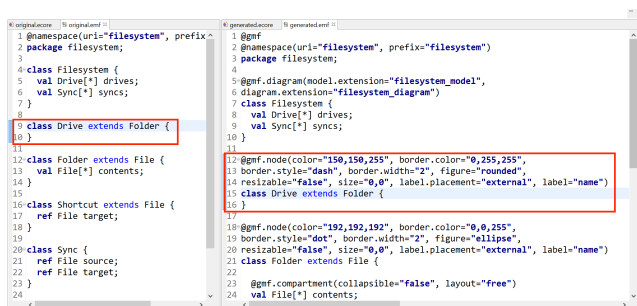 original.ecore original.emf
1 @namespace(uri="filesystem", prefix
2 package filesystem;
3
4 class Filesystem {
5 val Drive[*] drives;
6 val Sync[*] syncs;
7 }
8
9 class Drive extends Folder {
10 }
11
12 class Folder extends File {
13 val File[*] contents;
14 }
15
16 class Shortcut extends File {
17 ref File target;
18 }
19
20 class Sync {
21 ref File source;
22 ref File target;
23 }
24
generated.ecore generated.emf
1 @gmf
2 @namespace(uri="filesystem", prefix="filesystem")
3 package filesystem;
4
5 @gmf.diagram(model.extension="filesystem_model",
6 diagram.extension="filesystem_diagram")
7 class Filesystem {
8 val Drive[*] drives;
9 val Sync[*] syncs;
10 }
11
12 @gmf.node(color="150,150,255", border.color="0,255,255",
13 border.style="dash", border.width="2", figure="rounded",
14 resizable="false", size="0,0", label.placement="external", label="name")
15 class Drive extends Folder {
16 }
17
18 @gmf.node(color="192,192,192", border.color="0,0,255",
19 border.style="dot", border.width="2", figure="ellipse",
20 resizable="false", size="0,0", label.placement="external", label="name")
21 class Folder extends File {
22
23 @gmf.compartment(collapsible="false", layout="free")
24 val File[*] contents;